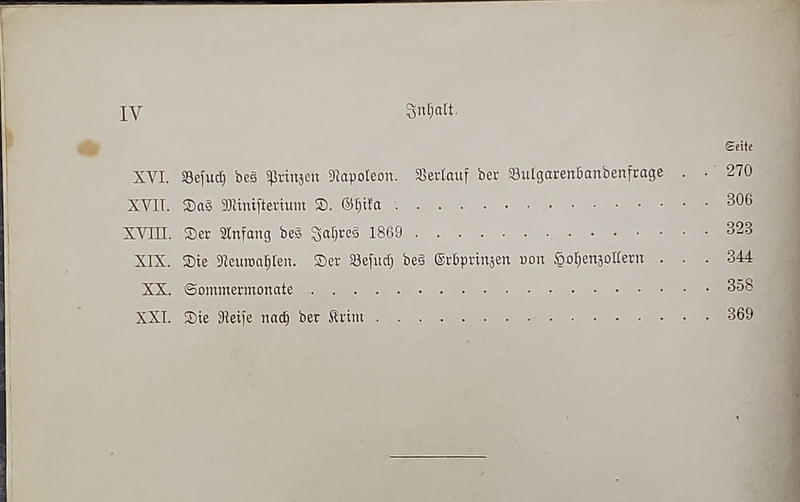 IV Inhalt.
Seite
XVI. Besuch des Prinzen Napoleon. Verlauf der Bulgarenbandenfrage . . 270
XVII. Das Ministerium D. Ghika . . . . . . . . . . . . . . . 306
XVIII. Der Anfang des Jahres 1869 . . . . . . . . . . . . . . 323
XIX. Die Neuwahlen. Der Besuch des Erbprinzen von Hohenzollern . . . 344
XX. Sommermonate . . . . . . . . . . . . . . . . . . 358
XXI. Die Reise nach der Krim . . . . . . . . . . . . . . . . 369